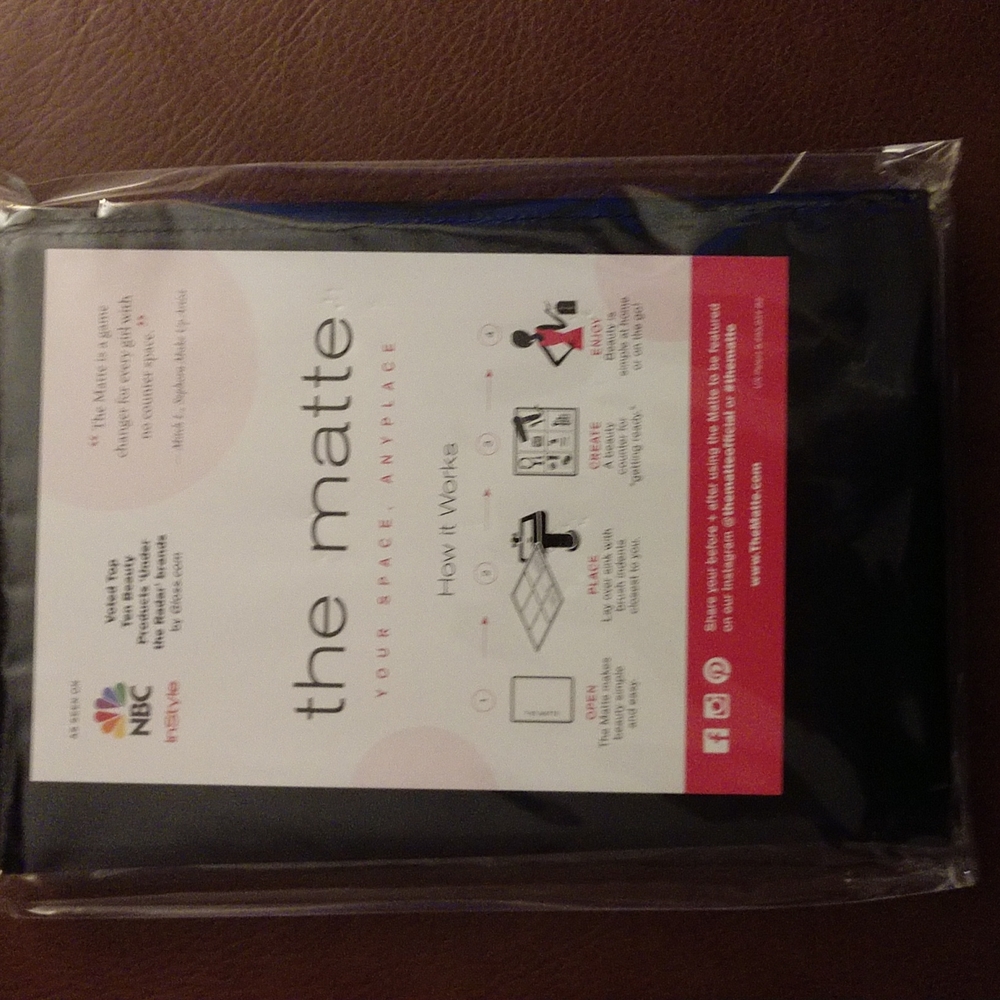 AS SEEN ON
NBC
InStyle
Voted Top
Ten Beauty
Products 'Under
the Radar' brands
by Gloss.com
“ The Matte is a game
changer for every girl with
no counter space. ”
the matte
YOUR SPACE, ANYPLACE
How it Works
1
2
3
4
THE MATTE
OPEN
The Matte makes
beauty simple
and easy.
PLACE
Lay over sink with
brush indents
closest to you.
CREATE
A beauty
counter for
"getting ready"
ENJOY
Beauty is
simple at home
or on the go!
Share your before + after using the Matte to be featured
on our Instagram @thematteofficial or #thematte
www.TheMatte.com